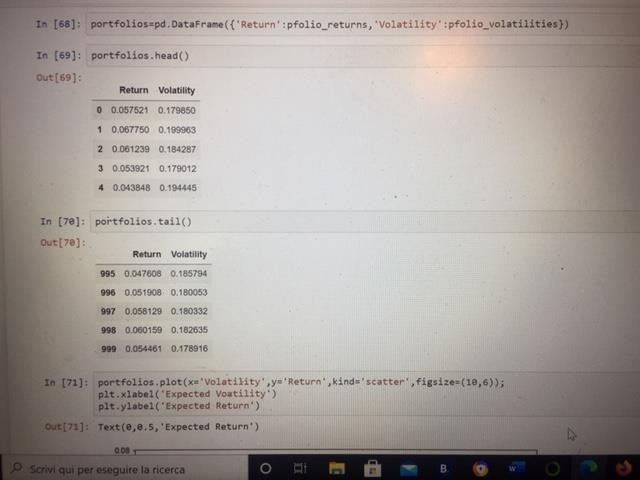 In [68]: portfolios=pd.DataFrame({'Return':pfolio_returns,'Volatility':pfolio_volatilities})
In [69]: portfolios.head()
Out[69]:
Return Volatility
0 0.057521 0.179850
1 0.067750 0.199963
2 0.061239 0.184287
3 0.053921 0.179012
4 0.043848 0.194445
In [70]: portfolios.tail()
Out[70]:
Return Volatility
995 0.047608 0.185794
996 0.051908 0.180053
997 0.058129 0.180332
998 0.060159 0.182635
999 0.054461 0.178916
In [71]: portfolios.plot(x='Volatility',y='Return',kind='scatter',figsize=(10,6));
plt.xlabel('Expected Voatility')
plt.ylabel('Expected Return')
Out[71]: Text(0,0.5,'Expected Return')
0.08
Scrivi qui per eseguire la ricerca
B.
W